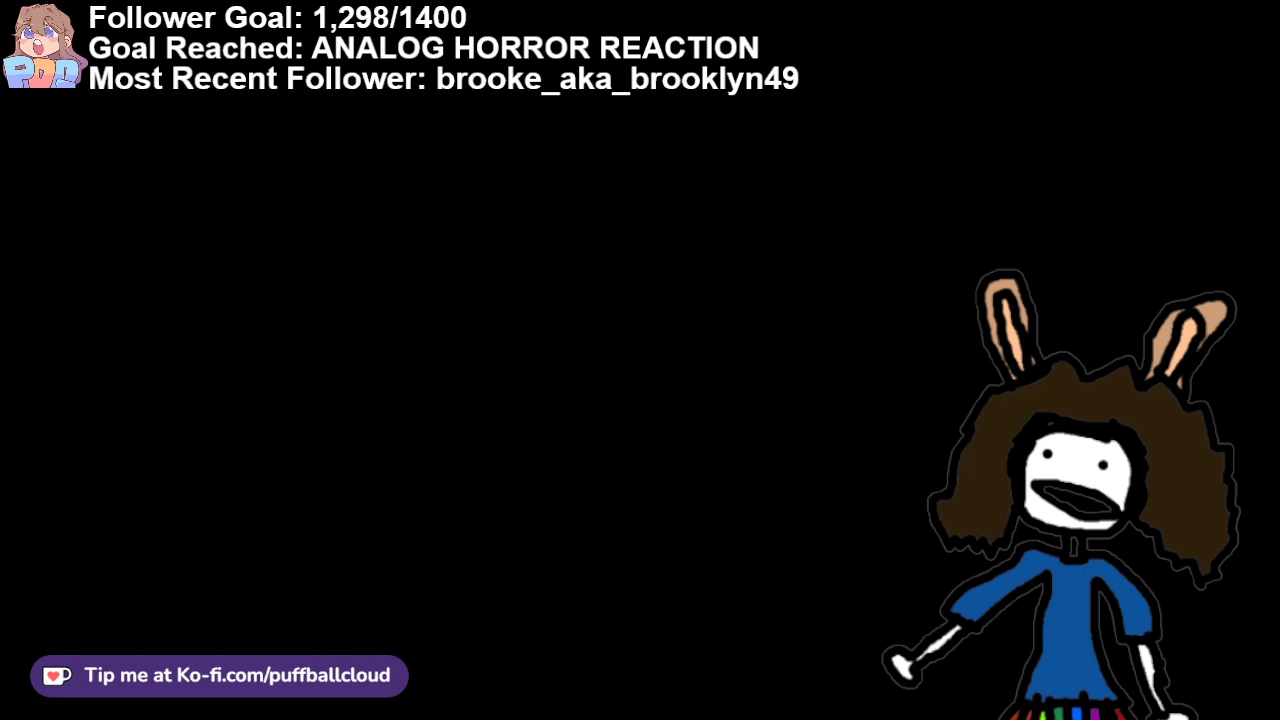 Follower Goal: 1,298/1400
Goal Reached: ANALOG HORROR REACTION
Most Recent Follower: brooke_aka_brooklyn49
PDS
Tip me at Ko-fi.com/puffballcloud